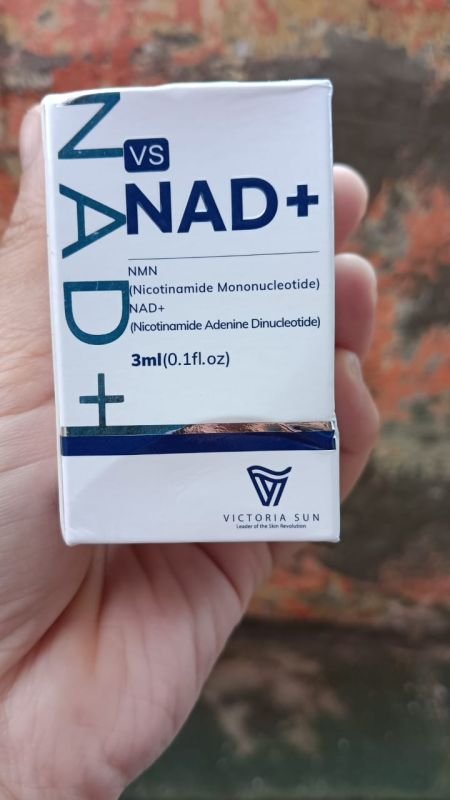 NAD+
VS
NAD+
NMN
(Nicotinamide Mononucleotide)
NAD+
(Nicotinamide Adenine Dinucleotide)
3ml(0.1fl.oz)
VICTORIA SUN
Leader of the Skin Revolution